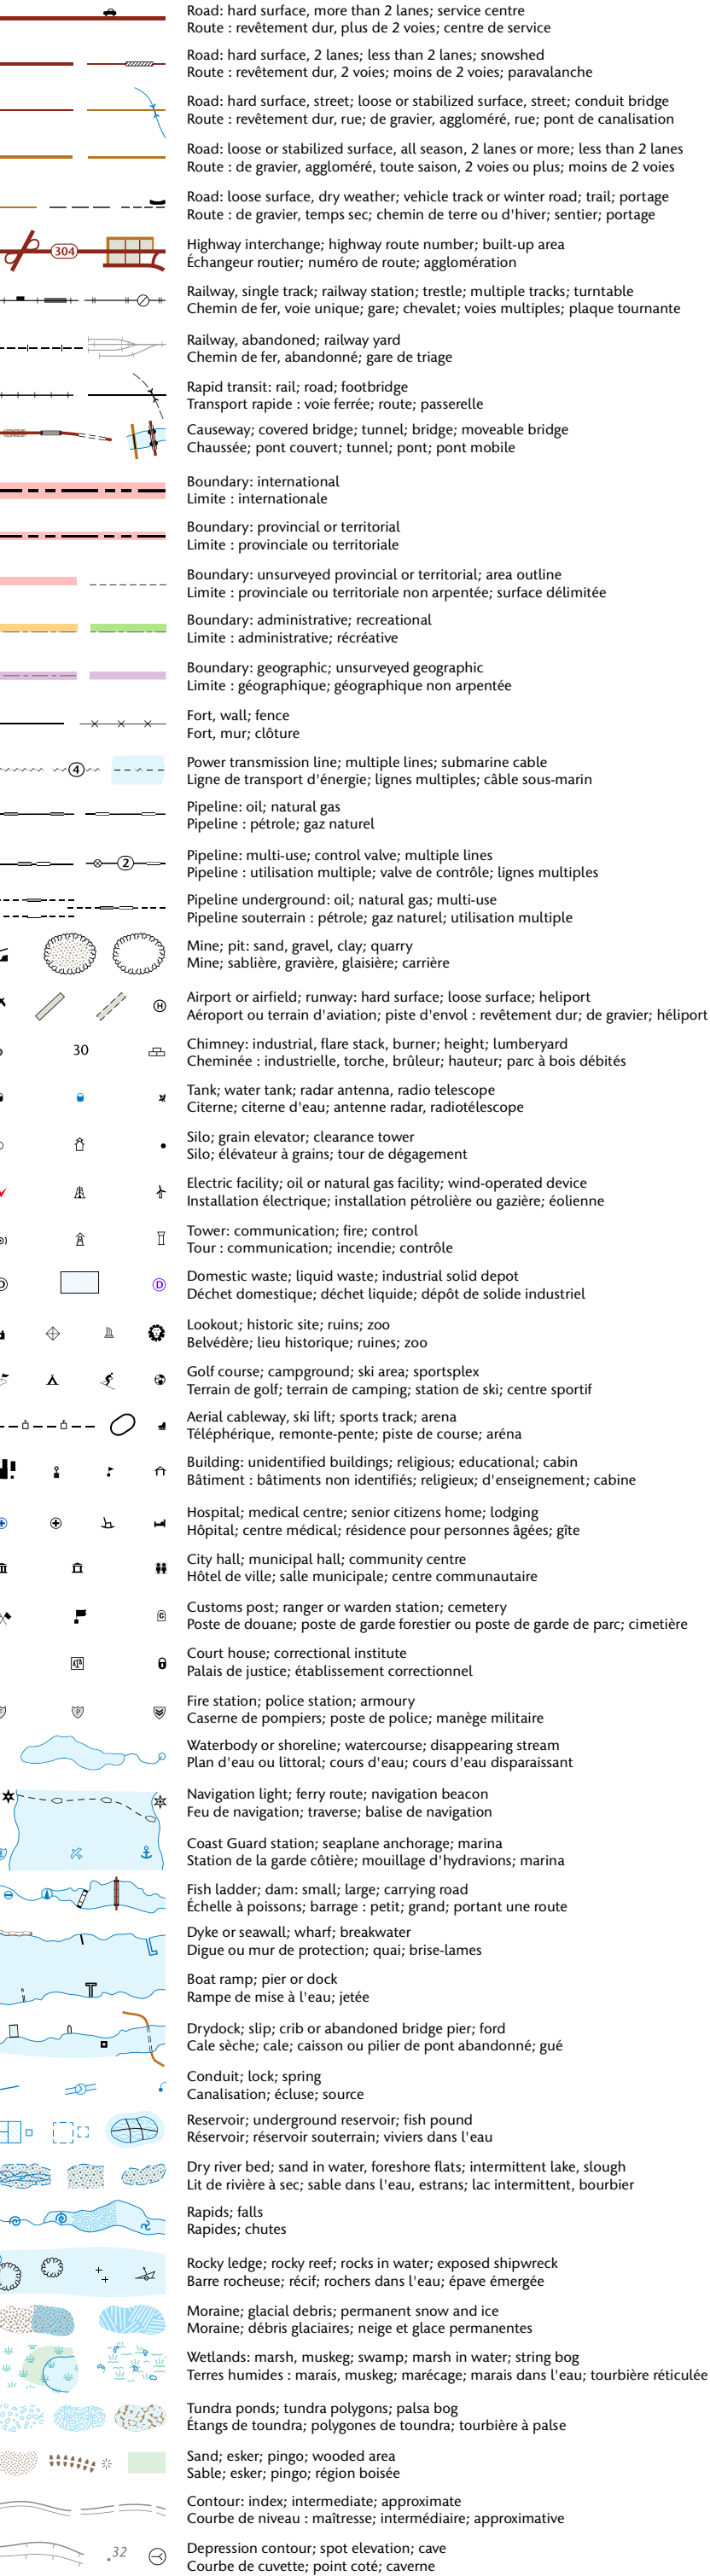 Road: hard surface, more than 2 lanes; service centre
Route : revêtement dur, plus de 2 voies; centre de service
Road: hard surface, 2 lanes; less than 2 lanes; snowshed
Route : revêtement dur, 2 voies; moins de 2 voies; paravalanche
Road: hard surface, street; loose or stabilized surface, street; conduit bridge
Route : revêtement dur, rue; de gravier, aggloméré, rue; pont de canalisation
Road: loose or stabilized surface, all season, 2 lanes or more; less than 2 lanes
Route : de gravier, aggloméré, toute saison, 2 voies ou plus; moins de 2 voies
Road: loose surface, dry weather; vehicle track or winter road; trail; portage
Route : de gravier, temps sec; chemin de terre ou d'hiver; sentier; portage
304
Highway interchange; highway route number; built-up area
Échangeur routier; numéro de route; agglomération
Railway, single track; railway station; trestle; multiple tracks; turntable
Chemin de fer, voie unique; gare; chevalet; voies multiples; plaque tournante
Railway, abandoned; railway yard
Chemin de fer, abandonné; gare de triage
Rapid transit: rail; road; footbridge
Transport rapide : voie ferrée; route; passerelle
Causeway; covered bridge; tunnel; bridge; moveable bridge
Chaussée; pont couvert; tunnel; pont; pont mobile
Boundary: international
Limite : internationale
Boundary: provincial or territorial
Limite : provinciale ou territoriale
Boundary: unsurveyed provincial or territorial; area outline
Limite : provinciale ou territoriale non arpentée; surface délimitée
Boundary: administrative; recreational
Limite : administrative; récréative
Boundary: geographic; unsurveyed geographic
Limite : géographique; géographique non arpentée
Fort, wall; fence
Fort, mur; clôture
4
Power transmission line; multiple lines; submarine cable
Ligne de transport d'énergie; lignes multiples; câble sous-marin
Pipeline: oil; natural gas
Pipeline : pétrole; gaz naturel
2
Pipeline: multi-use; control valve; multiple lines
Pipeline : utilisation multiple; valve de contrôle; lignes multiples
Pipeline underground: oil; natural gas; multi-use
Pipeline souterrain : pétrole; gaz naturel; utilisation multiple
Mine; pit: sand, gravel, clay; quarry
Mine; sablière, gravière, glaisière; carrière
H
Airport or airfield; runway: hard surface; loose surface; heliport
Aéroport ou terrain d'aviation; piste d'envol : revêtement dur; de gravier; héliport
30
Chimney: industrial, flare stack, burner; height; lumberyard
Cheminée : industrielle, torche, brûleur; hauteur; parc à bois débités
Tank; water tank; radar antenna, radio telescope
Citerne; citerne d'eau; antenne radar, radiotélescope
Silo; grain elevator; clearance tower
Silo; élévateur à grains; tour de dégagement
Electric facility; oil or natural gas facility; wind-operated device
Installation électrique; installation pétrolière ou gazière; éolienne
Tower: communication; fire; control
Tour : communication; incendie; contrôle
D D
Domestic waste; liquid waste; industrial solid depot
Déchet domestique; déchet liquide; dépôt de solide industriel
Lookout; historic site; ruins; zoo
Belvédère; lieu historique; ruines; zoo
Golf course; campground; ski area; sportsplex
Terrain de golf; terrain de camping; station de ski; centre sportif
Aerial cableway, ski lift; sports track; arena
Téléphérique, remonte-pente; piste de course; aréna
Building: unidentified buildings; religious; educational; cabin
Bâtiment : bâtiments non identifiés; religieux; d'enseignement; cabine
Hospital; medical centre; senior citizens home; lodging
Hôpital; centre médical; résidence pour personnes âgées; gîte
City hall; municipal hall; community centre
Hôtel de ville; salle municipale; centre communautaire
C
Customs post; ranger or warden station; cemetery
Poste de douane; poste de garde forestier ou poste de garde de parc; cimetière
Court house; correctional institute
Palais de justice; établissement correctionnel
F P
Fire station; police station; armoury
Caserne de pompiers; poste de police; manège militaire
Waterbody or shoreline; watercourse; disappearing stream
Plan d'eau ou littoral; cours d'eau; cours d'eau disparaissant
Navigation light; ferry route; navigation beacon
Feu de navigation; traverse; balise de navigation
Coast Guard station; seaplane anchorage; marina
Station de la garde côtière; mouillage d'hydravions; marina
Fish ladder; dam: small; large; carrying road
Échelle à poissons; barrage : petit; grand; portant une route
Dyke or seawall; wharf; breakwater
Digue ou mur de protection; quai; brise-lames
Boat ramp; pier or dock
Rampe de mise à l'eau; jetée
Drydock; slip; crib or abandoned bridge pier; ford
Cale sèche; cale; caisson ou pilier de pont abandonné; gué
Conduit; lock; spring
Canalisation; écluse; source
Reservoir; underground reservoir; fish pound
Réservoir; réservoir souterrain; viviers dans l'eau
Dry river bed; sand in water, foreshore flats; intermittent lake, slough
Lit de rivière à sec; sable dans l'eau, estrans; lac intermittent, bourbier
Rapids; falls
Rapides; chutes
Rocky ledge; rocky reef; rocks in water; exposed shipwreck
Barre rocheuse; récif; rochers dans l'eau; épave émergée
Moraine; glacial debris; permanent snow and ice
Moraine; débris glaciaires; neige et glace permanentes
Wetlands: marsh, muskeg; swamp; marsh in water; string bog
Terres humides : marais, muskeg; marécage; marais dans l'eau; tourbière réticulée
Tundra ponds; tundra polygons; palsa bog
Étangs de toundra; polygones de toundra; tourbière à palse
Sand; esker; pingo; wooded area
Sable; esker; pingo; région boisée
Contour: index; intermediate; approximate
Courbe de niveau : maîtresse; intermédiaire; approximative
.32
Depression contour; spot elevation; cave
Courbe de cuvette; point coté; caverne